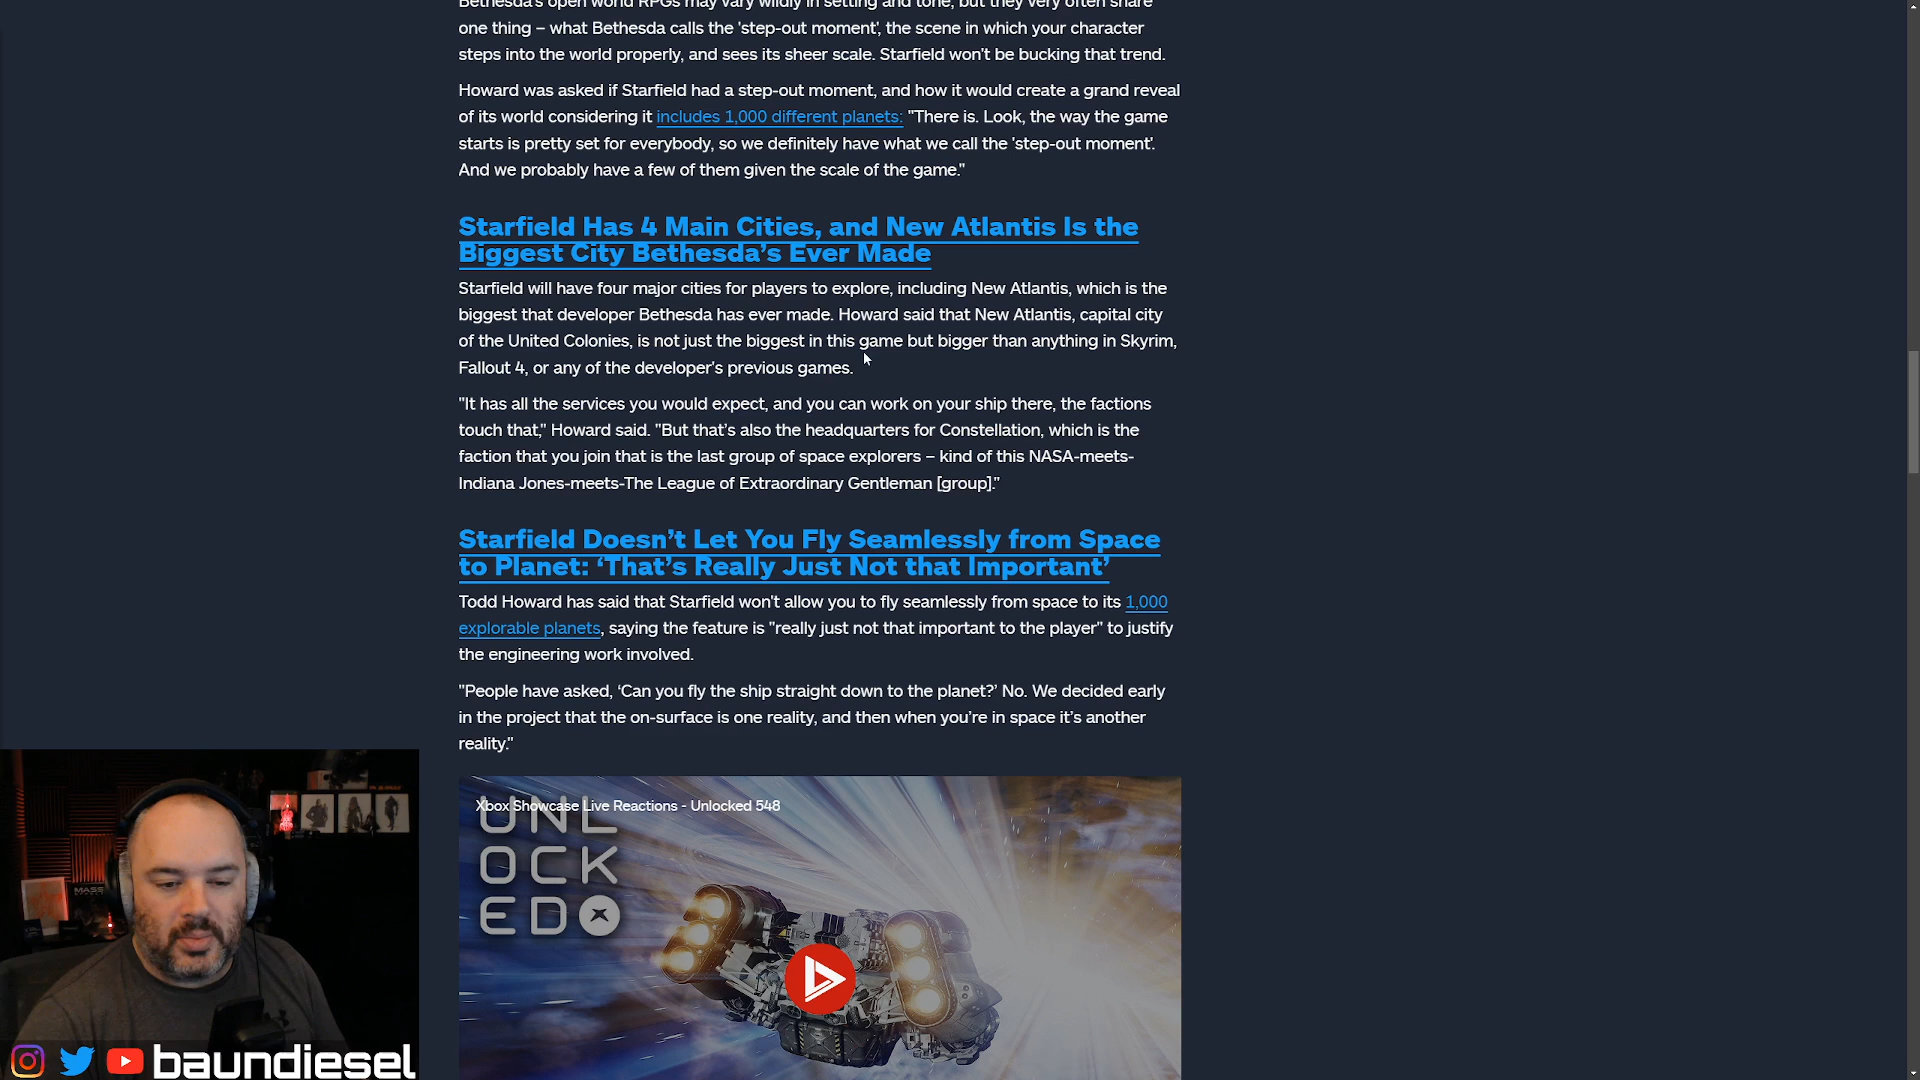 Bethesda's open world RPGs may vary wildly in setting and tone, but they very often share
one thing – what Bethesda calls the 'step-out moment', the scene in which your character
steps into the world properly, and sees its sheer scale. Starfield won't be bucking that trend.
Howard was asked if Starfield had a step-out moment, and how it would create a grand reveal
of its world considering it includes 1,000 different planets: "There is. Look, the way the game
starts is pretty set for everybody, so we definitely have what we call the 'step-out moment'.
And we probably have a few of them given the scale of the game."
Starfield Has 4 Main Cities, and New Atlantis Is the
Biggest City Bethesda’s Ever Made
Starfield will have four major cities for players to explore, including New Atlantis, which is the
biggest that developer Bethesda has ever made. Howard said that New Atlantis, capital city
of the United Colonies, is not just the biggest in this game but bigger than anything in Skyrim,
Fallout 4, or any of the developer's previous games.
"It has all the services you would expect, and you can work on your ship there, the factions
touch that," Howard said. "But that’s also the headquarters for Constellation, which is the
faction that you join that is the last group of space explorers – kind of this NASA-meets-
Indiana Jones-meets-The League of Extraordinary Gentleman [group]."
Starfield Doesn’t Let You Fly Seamlessly from Space
to Planet: ‘That’s Really Just Not that Important’
Todd Howard has said that Starfield won't allow you to fly seamlessly from space to its 1,000
explorable planets, saying the feature is "really just not that important to the player" to justify
the engineering work involved.
"People have asked, ‘Can you fly the ship straight down to the planet?’ No. We decided early
in the project that the on-surface is one reality, and then when you’re in space it’s another
reality."
Xbox Showcase Live Reactions - Unlocked 548
UNL
OCK
ED
MASS
baundiesel